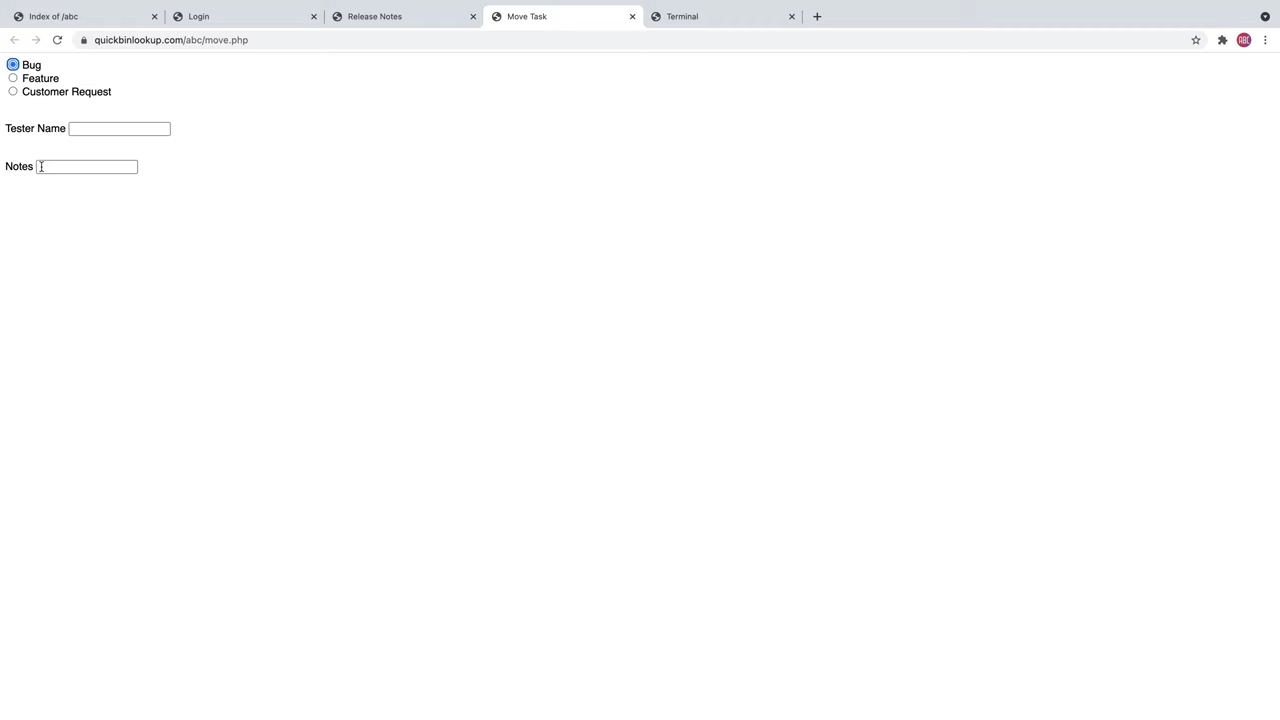 Index of /abc
Login
Release Notes
Move Task
Terminal
quickbinlookup.com/abc/move.php
ABC
Bug
Feature
Customer Request
Tester Name
Notes